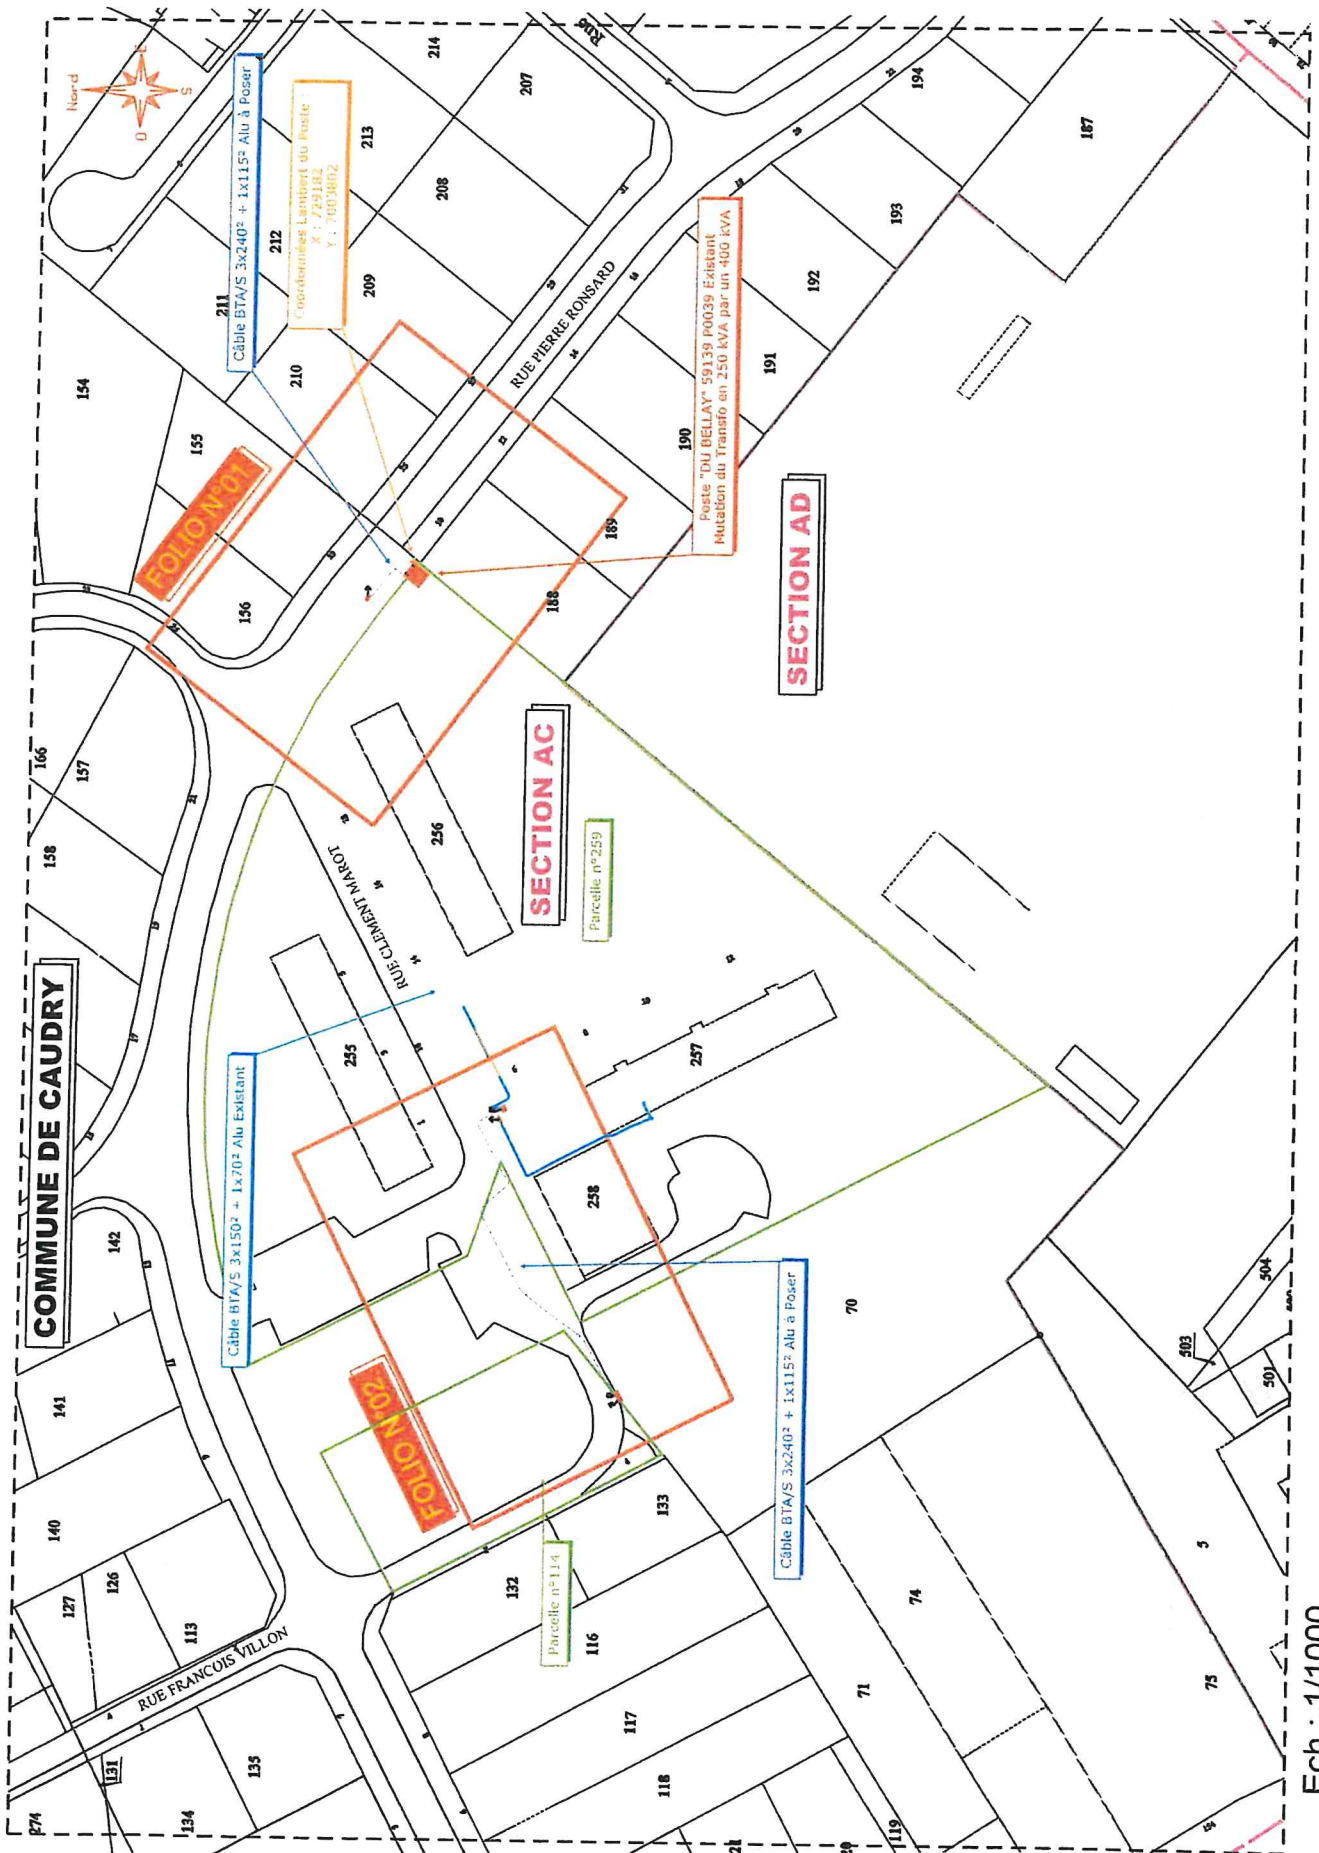 COMMUNE DE CAUDRY
Nord
E
S
O
FOLIO N°01
FOLIO N°02
Câble BTA/S 3x240² + 1x115² Alu à Poser
Coordonnées Lambert du Poste
X : 729182
Y : 7003802
Poste "DU BELLAY" 59139 P0039 Existant
Mutation du Transfo en 250 kVA par un 400 kVA
Câble BTA/S 3x150² + 1x70² Alu Existant
Câble BTA/S 3x240² + 1x115² Alu à Poser
SECTION AC
SECTION AD
Parcelle n°259
Parcelle n°114
RUE PIERRE RONSARD
RUE CLEMENT MAROT
RUE FRANCOIS VILLON
Rue
214
207
213
208
212
209
211
210
154
155
156
166
157
158
194
187
193
192
191
190
189
188
256
255
257
258
142
141
140
127
126
113
131
135
134
274
132
133
116
117
118
119
70
71
74
75
5
503
504
501
Ech : 1/1000